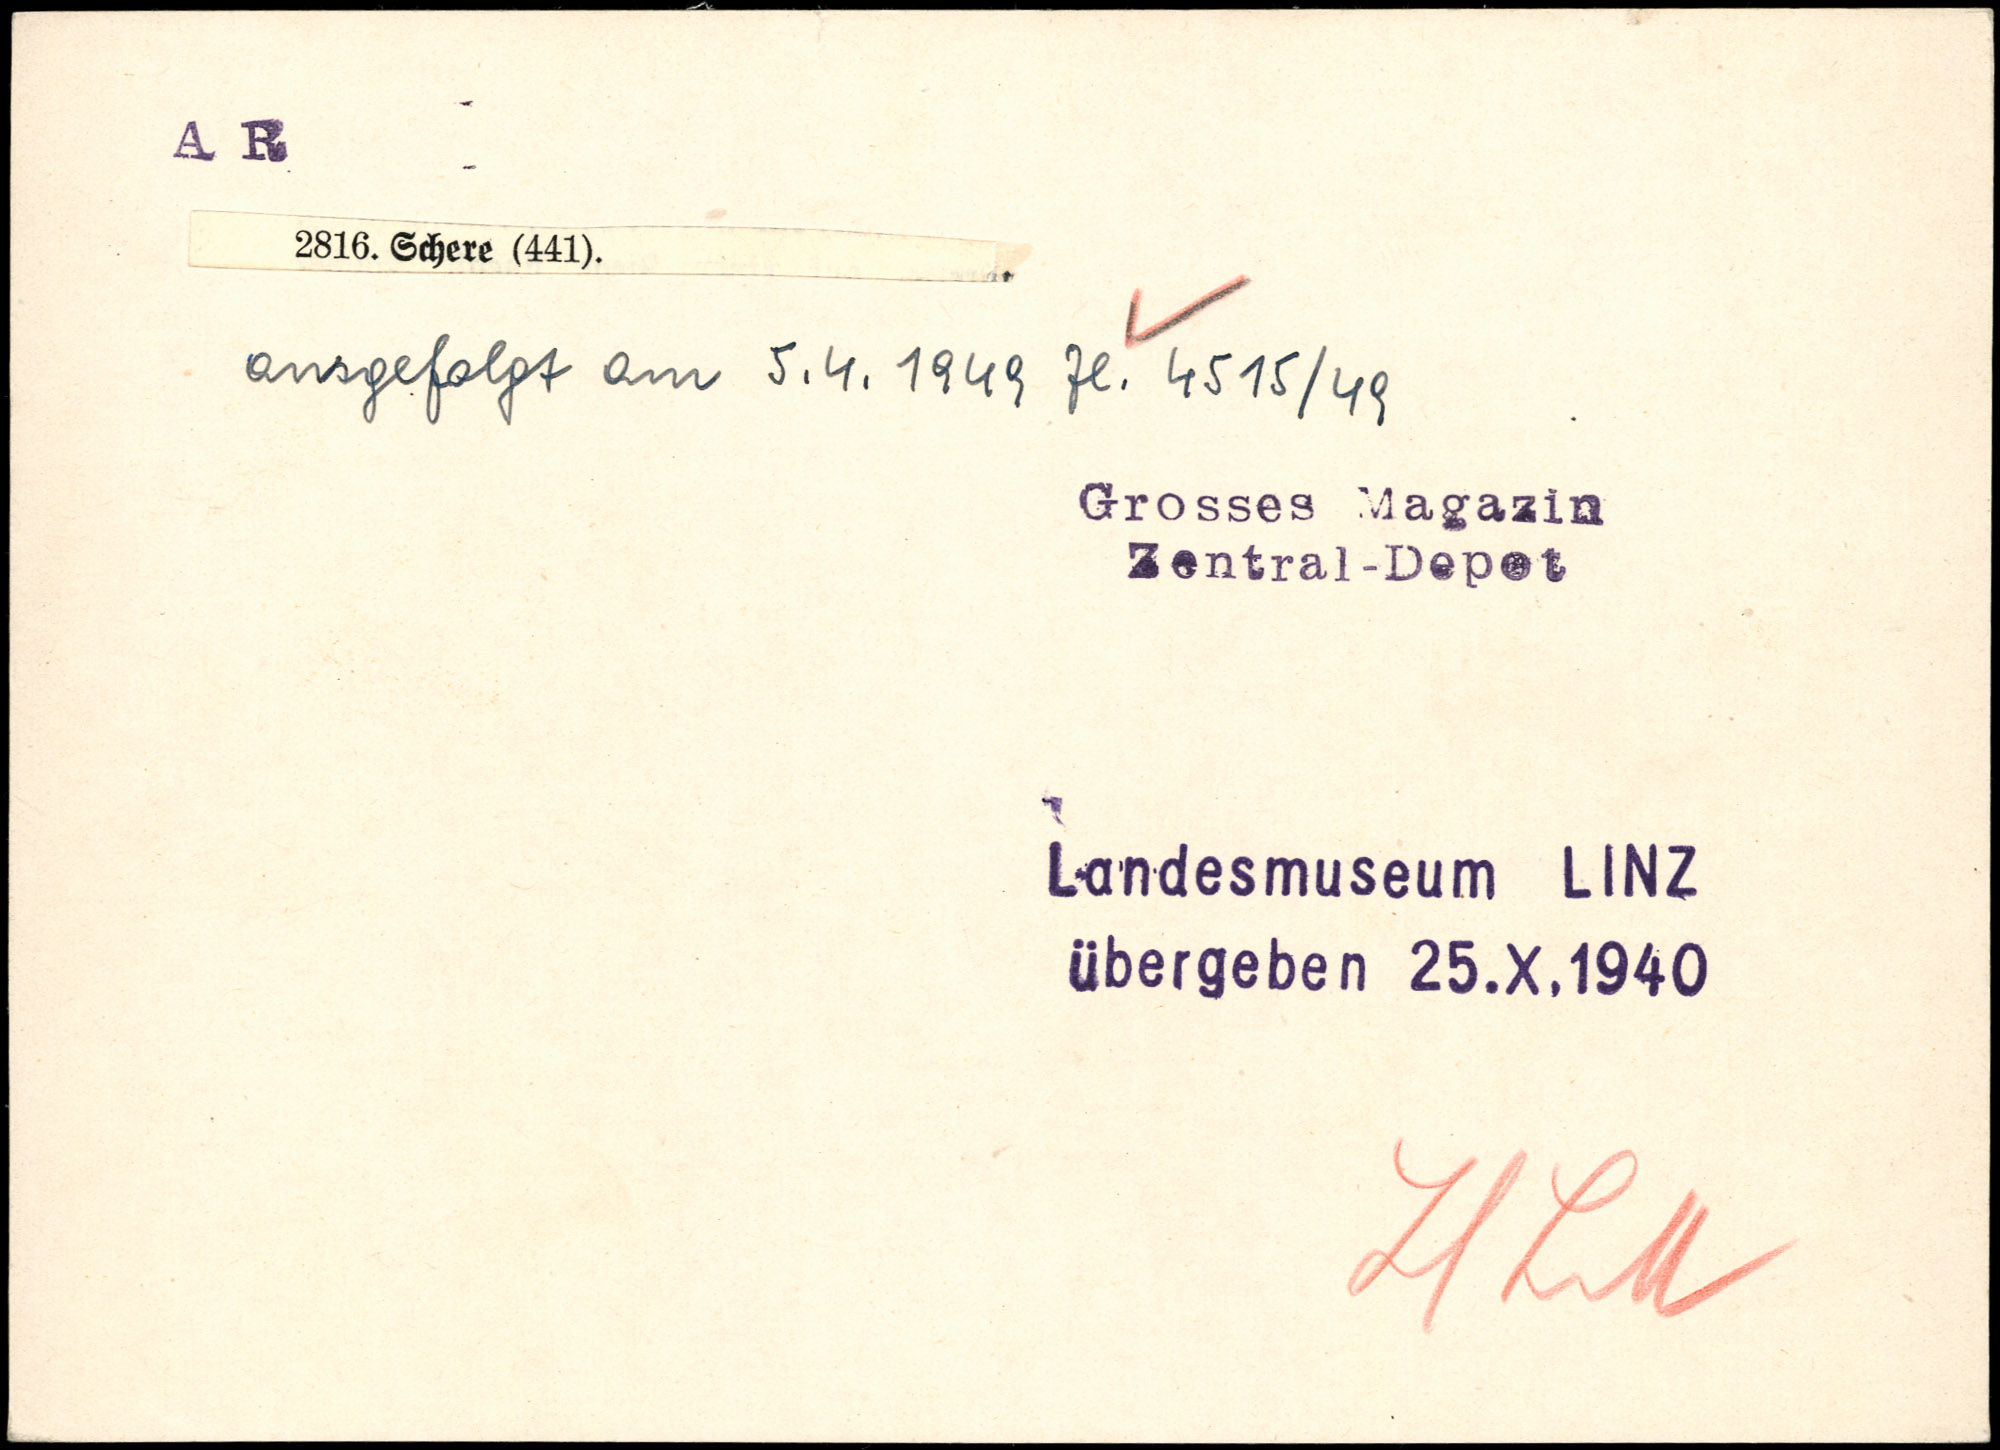 A R
2816. Schere (441).
ausgefolgt am 5.4.1949 Zl. 4515/49
Grosses Magazin
Zentral-Depot
Landesmuseum LINZ
übergeben 25.X.1940